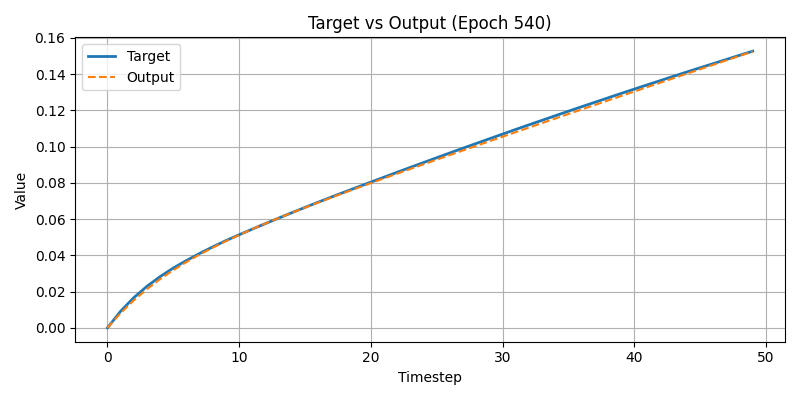 Target vs Output (Epoch 540)
0.16
0.14
0.12
0.10
0.08
0.06
0.04
0.02
0.00
Value
Target
Output
0 10 20 30 40 50
Timestep